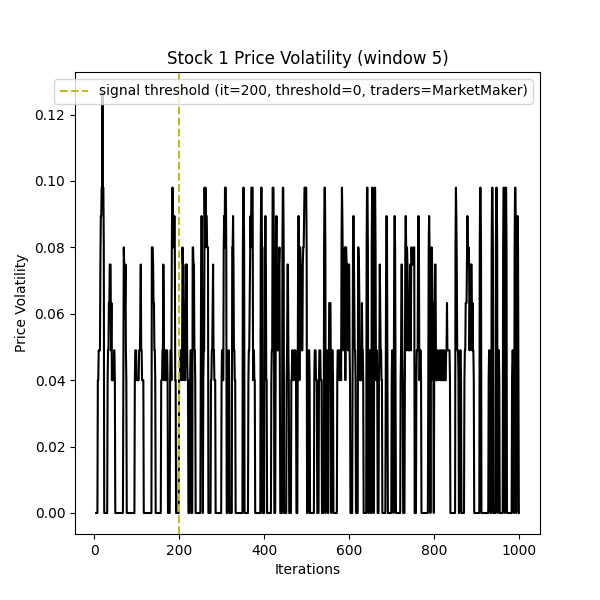 Stock 1 Price Volatility (window 5)
signal threshold (it=200, threshold=0, traders=MarketMaker)
0.12
0.10
0.08
0.06
0.04
0.02
0.00
Price Volatility
0 200 400 600 800 1000
Iterations